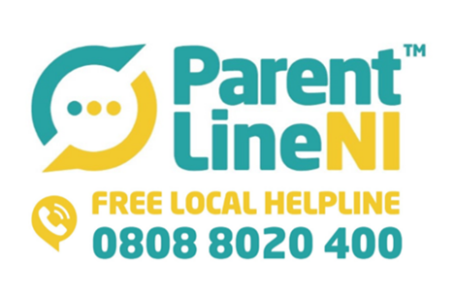 Parent™
LineNI
FREE LOCAL HELPLINE
0808 8020 400